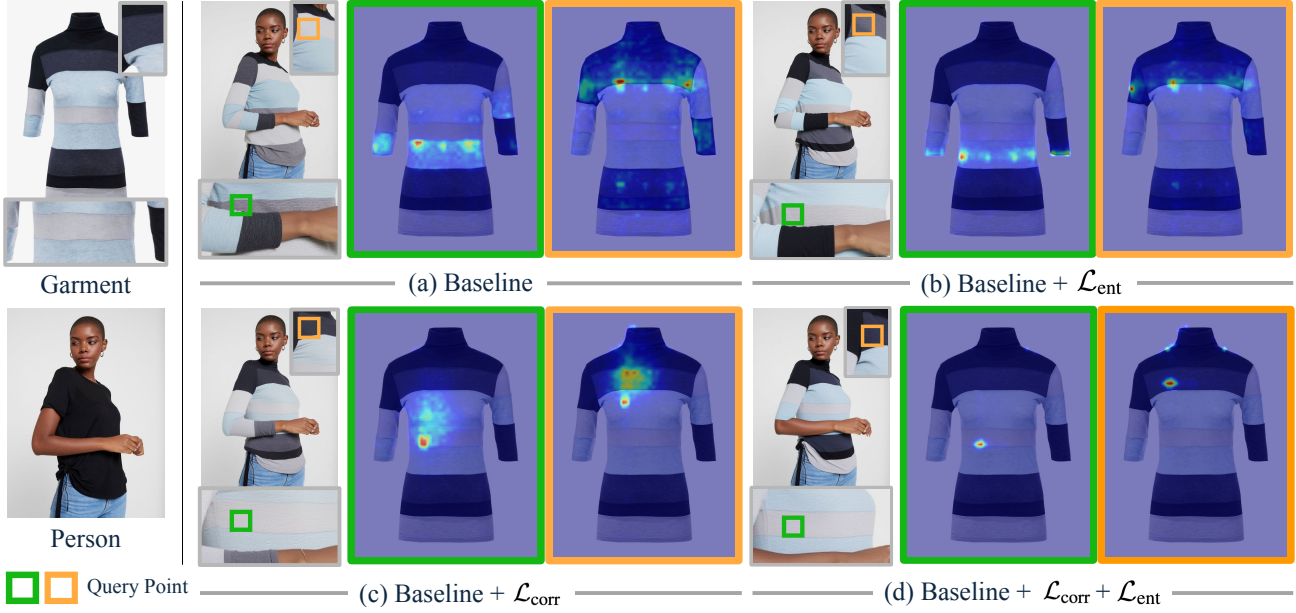 Garment
(a) Baseline
(b) Baseline + ℒent
Person
Query Point
(c) Baseline + ℒcorr
(d) Baseline + ℒcorr + ℒent